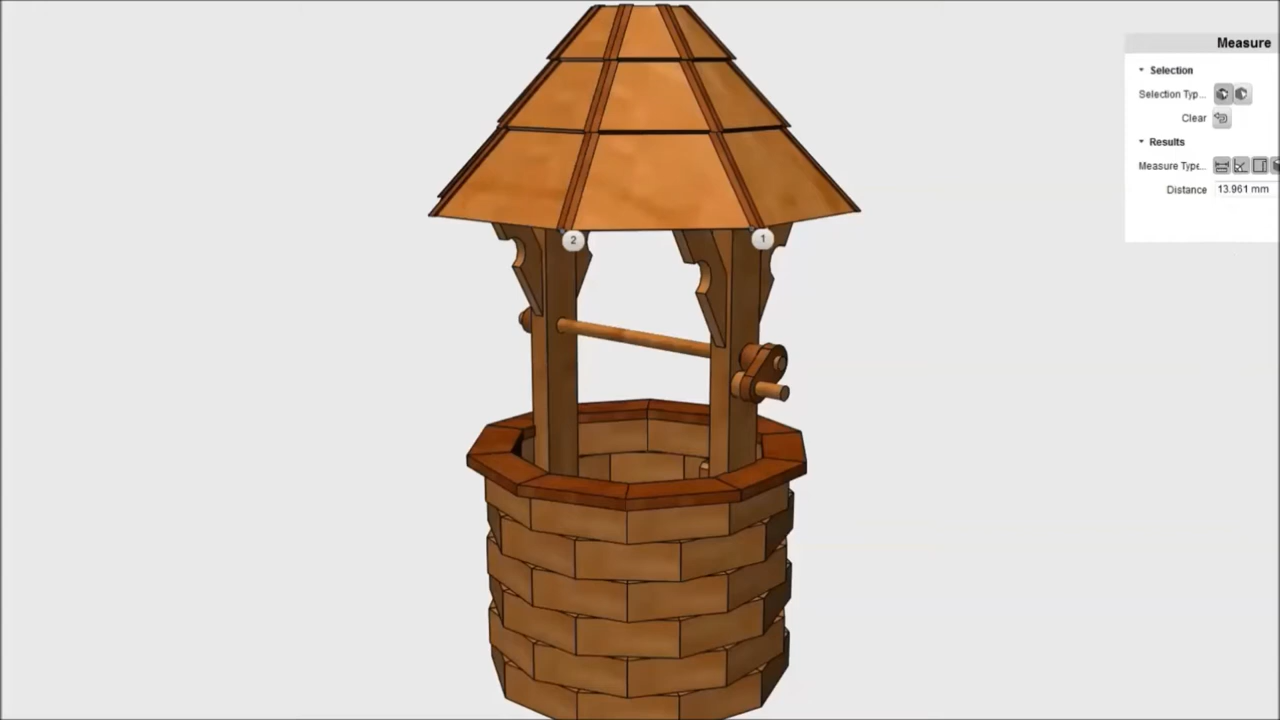 Measure
Selection
Selection Typ...
Clear
Results
Measure Type...
Distance 13.961 mm
2
1